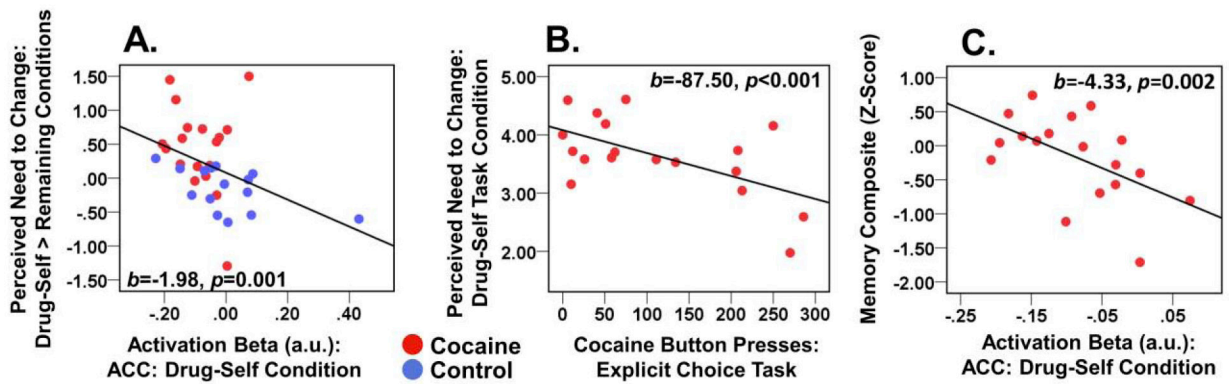 A.
Perceived Need to Change:
Drug-Self > Remaining Conditions
1.50
1.00
.50
.00
-.50
-1.00
-1.50
b=-1.98, p=0.001
-.20 .00 .20 .40
Activation Beta (a.u.):
ACC: Drug-Self Condition
Cocaine
Control
B.
Perceived Need to Change:
Drug-Self Task Condition
5.00
4.00
3.00
2.00
b=-87.50, p<0.001
0 50 100 150 200 250 300
Cocaine Button Presses:
Explicit Choice Task
C.
Memory Composite (Z-Score)
1.00
.50
.00
-.50
-1.00
-1.50
-2.00
b=-4.33, p=0.002
-.25 -.15 -.05 .05
Activation Beta (a.u.):
ACC: Drug-Self Condition